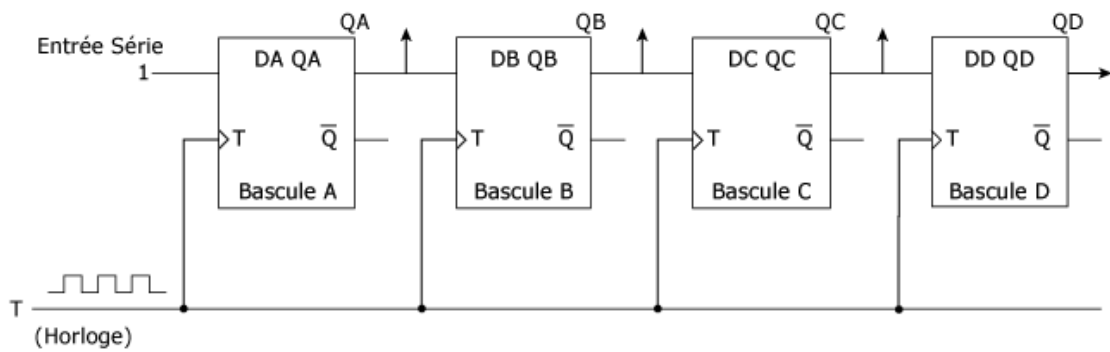 QA QB QC QD
Entrée Série
1
DA QA DB QB DC QC DD QD
T Q̅ T Q̅ T Q̅ T Q̅
Bascule A Bascule B Bascule C Bascule D
T
(Horloge)